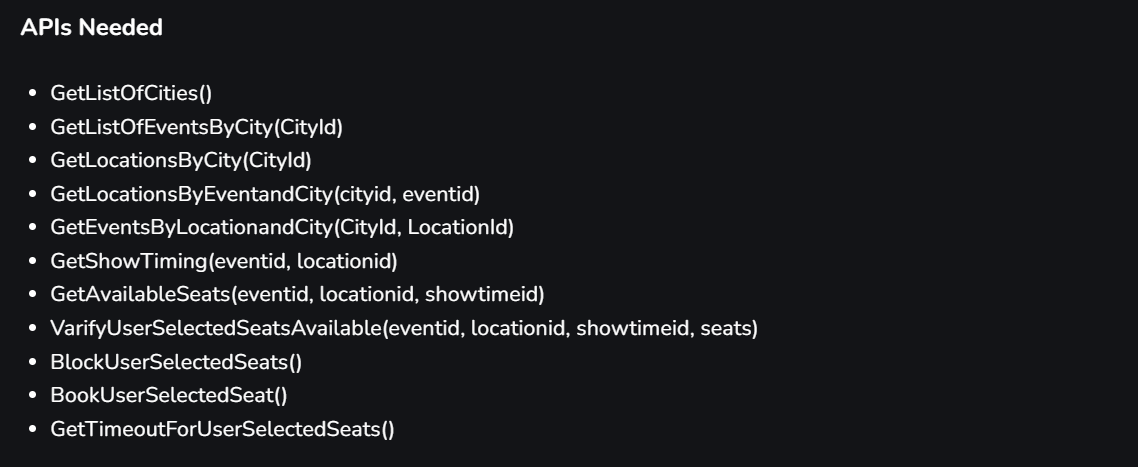 APIs Needed
GetListOfCities()
GetListOfEventsByCity(CityId)
GetLocationsByCity(CityId)
GetLocationsByEventandCity(cityid, eventid)
GetEventsByLocationandCity(CityId, LocationId)
GetShowTiming(eventid, locationid)
GetAvailableSeats(eventid, locationid, showtimeid)
VarifyUserSelectedSeatsAvailable(eventid, locationid, showtimeid, seats)
BlockUserSelectedSeats()
BookUserSelectedSeat()
GetTimeoutForUserSelectedSeats()